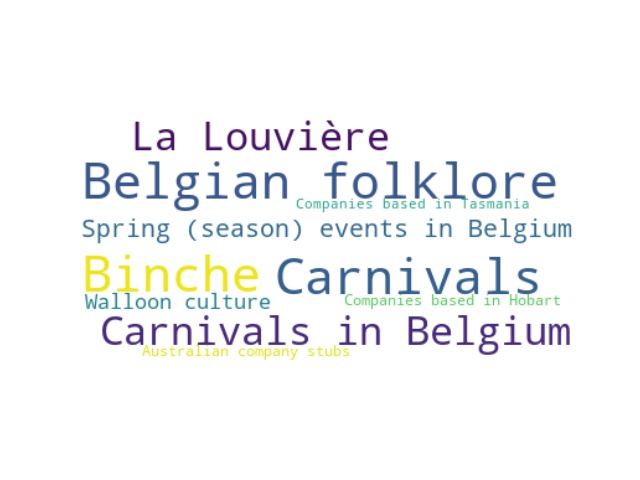 La Louvière
Belgian folklore
Companies based in Tasmania
Spring (season) events in Belgium
Binche
Carnivals
Walloon culture
Companies based in Hobart
Carnivals in Belgium
Australian company stubs